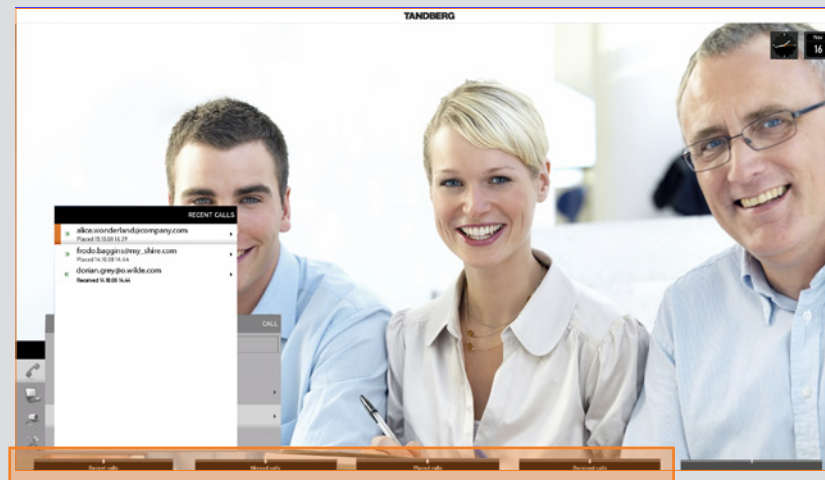 TANDBERG
Nov
16
RECENT CALLS
alice.wonderland@company.com
Placed 15.10.08 14.29
frodo.baggins@my_shire.com
Placed 14.10.08 14.44
dorian.grey@o.wilde.com
Received 14.10.08 14.44
CALL
Recent calls
Missed calls
Placed calls
Received calls